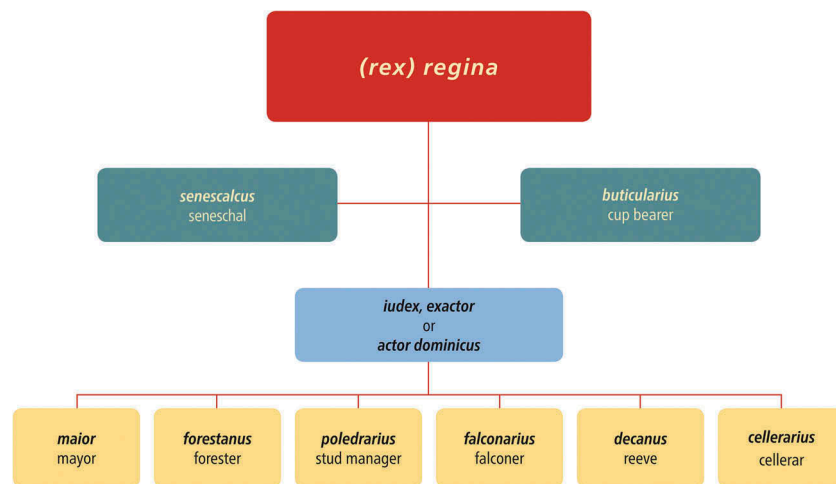 (rex) regina
senescalcus
seneschal
buticularius
cup bearer
iudex, exactor
or
actor dominicus
maior
mayor
forestanus
forester
poledrarius
stud manager
falconarius
falconer
decanus
reeve
cellerarius
cellerar